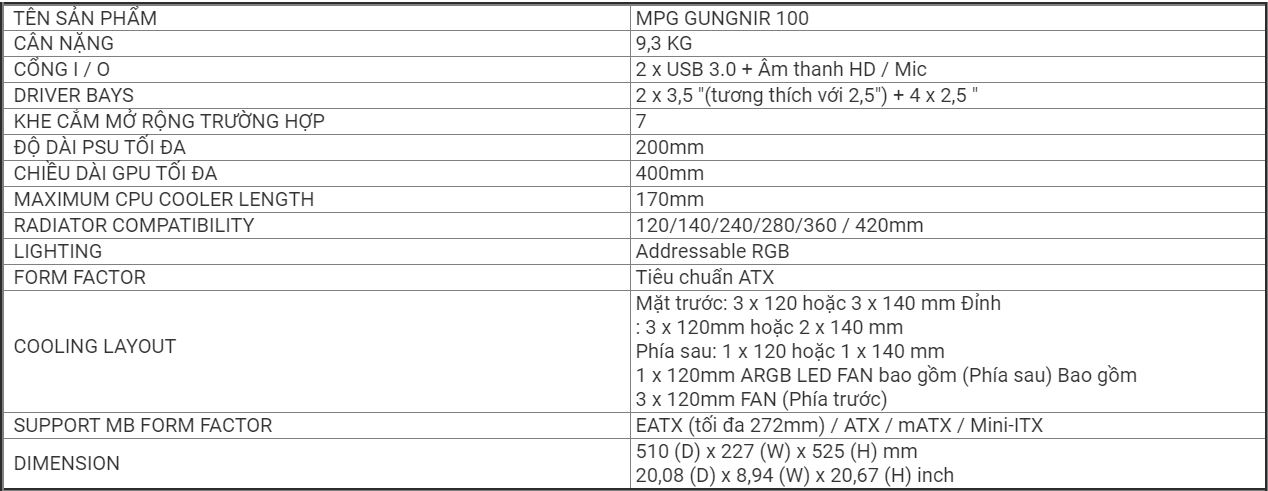 TÊN SẢN PHẨM MPG GUNGNIR 100
CÂN NẶNG 9,3 KG
CỔNG I / O 2 x USB 3.0 + Âm thanh HD / Mic
DRIVER BAYS 2 x 3,5 "(tương thích với 2,5") + 4 x 2,5 "
KHE CẮM MỞ RỘNG TRƯỜNG HỢP 7
ĐỘ DÀI PSU TỐI ĐA 200mm
CHIỀU DÀI GPU TỐI ĐA 400mm
MAXIMUM CPU COOLER LENGTH 170mm
RADIATOR COMPATIBILITY 120/140/240/280/360 / 420mm
LIGHTING Addressable RGB
FORM FACTOR Tiêu chuẩn ATX
COOLING LAYOUT
Mặt trước: 3 x 120 hoặc 3 x 140 mm Đỉnh
: 3 x 120mm hoặc 2 x 140 mm
Phía sau: 1 x 120 hoặc 1 x 140 mm
1 x 120mm ARGB LED FAN bao gồm (Phía sau) Bao gồm
3 x 120mm FAN (Phía trước)
SUPPORT MB FORM FACTOR EATX (tối đa 272mm) / ATX / mATX / Mini-ITX
DIMENSION
510 (D) x 227 (W) x 525 (H) mm
20,08 (D) x 8,94 (W) x 20,67 (H) inch